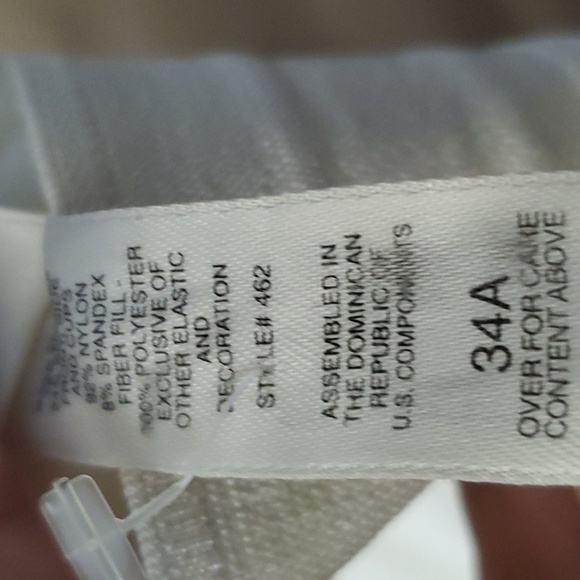 AND CUPS
92% NYLON
8% SPANDEX
FIBER FILL -
100% POLYESTER
EXCLUSIVE OF
OTHER ELASTIC
AND
DECORATION
STYLE# 462
ASSEMBLED IN
THE DOMINICAN
REPUBLIC OF
U.S. COMPONENTS
34A
OVER FOR CARE
CONTENT ABOVE